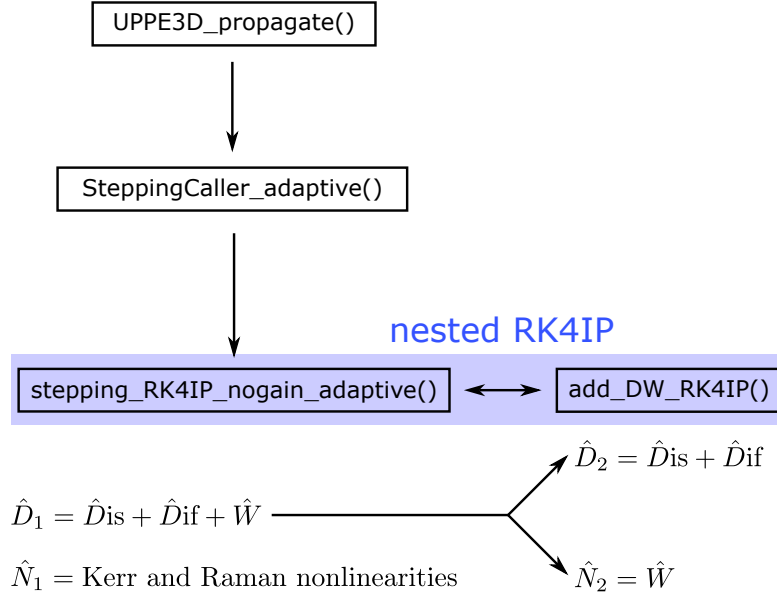 UPPE3D_propagate()
SteppingCaller_adaptive()
nested RK4IP
stepping_RK4IP_nogain_adaptive()
add_DW_RK4IP()
D̂₂ = D̂is + D̂if
D̂₁ = D̂is + D̂if + Ŵ
N̂₁ = Kerr and Raman nonlinearities
N̂₂ = Ŵ